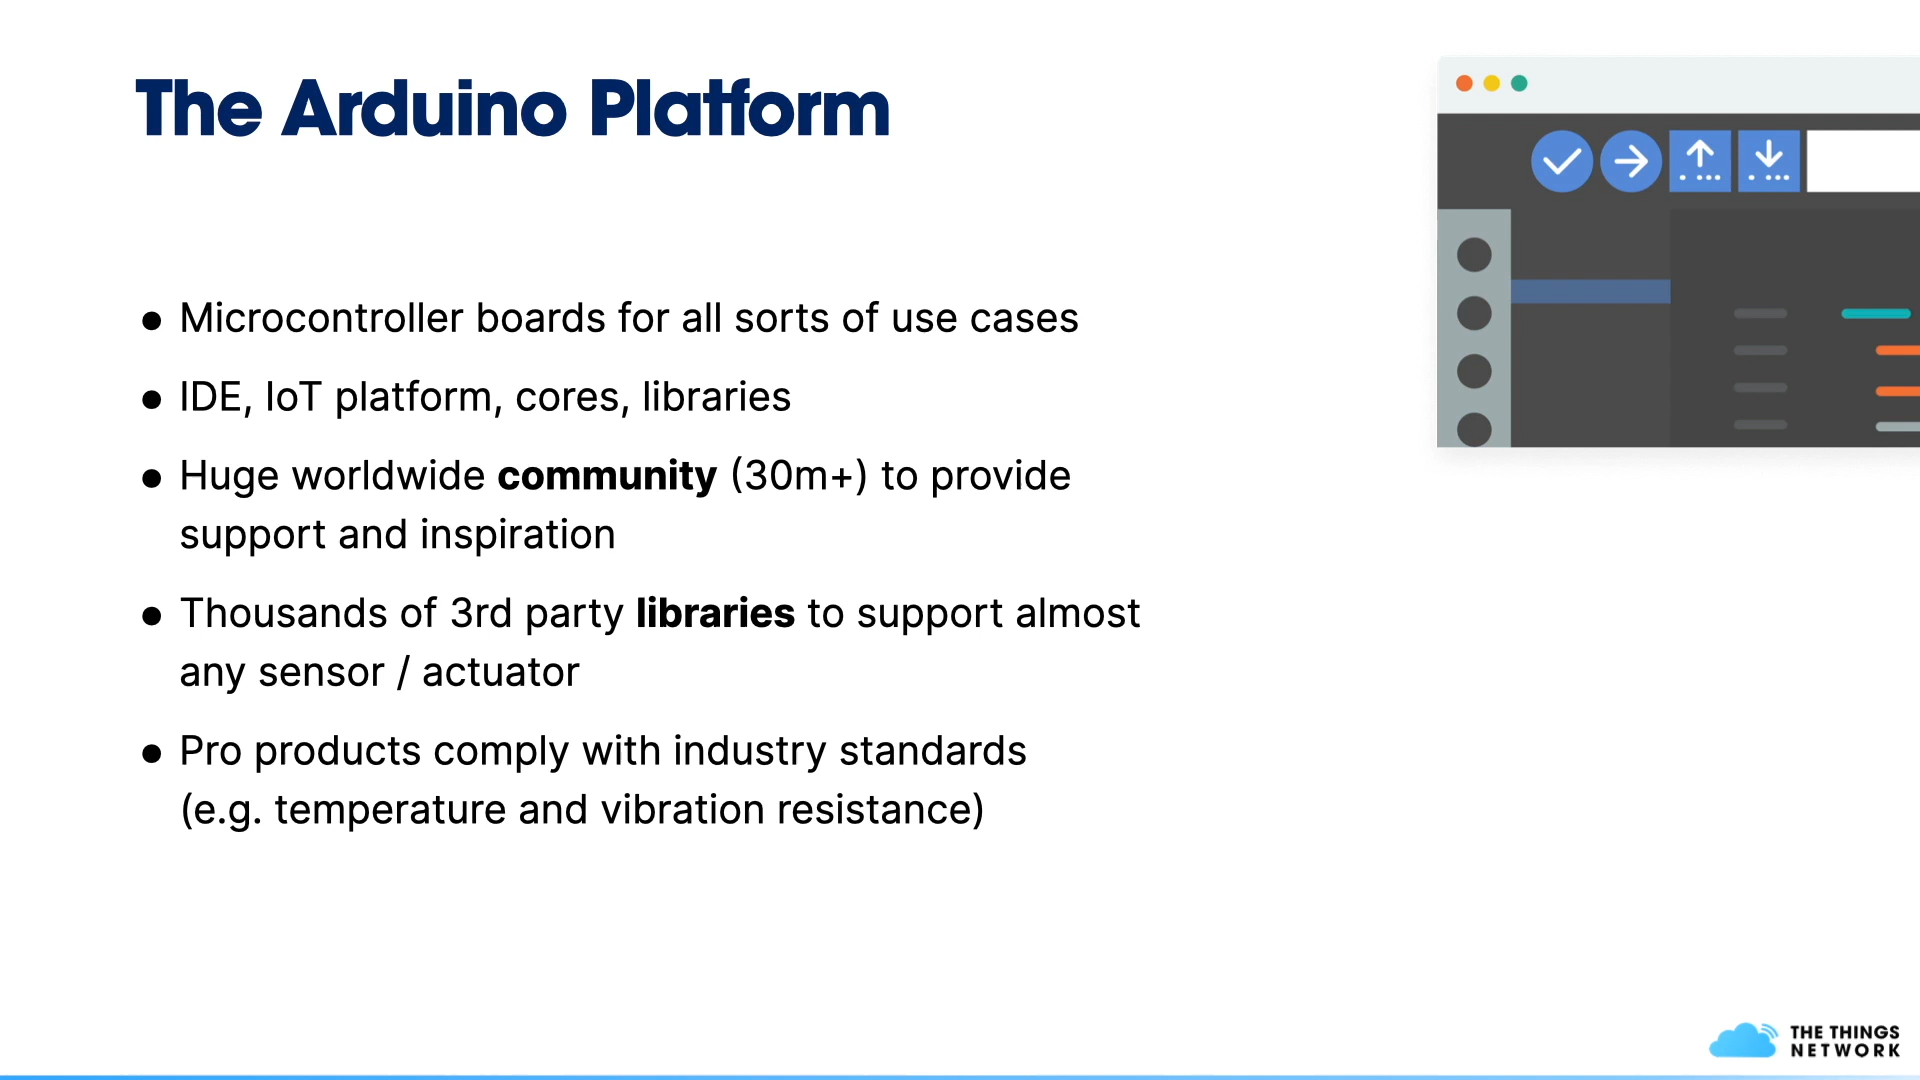 The Arduino Platform
● Microcontroller boards for all sorts of use cases
● IDE, IoT platform, cores, libraries
● Huge worldwide community (30m+) to provide
support and inspiration
● Thousands of 3rd party libraries to support almost
any sensor / actuator
● Pro products comply with industry standards
(e.g. temperature and vibration resistance)
THE THINGS
NETWORK